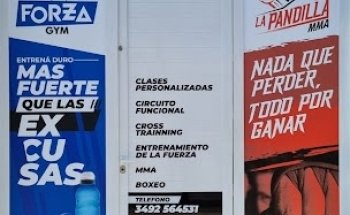 FORZA
GYM
ENTRENÁ DURO
MAS
FUERTE
QUE LAS
EX
CU
SAS
CLASES
PERSONALIZADAS
CIRCUITO
FUNCIONAL
CROSS
TRAINNING
ENTRENAMIENTO
DE LA FUERZA
MMA
BOXEO
TELEFONO
3492 564531
LA PANDILLA
MMA
NADA QUE
PERDER,
TODO POR
GANAR